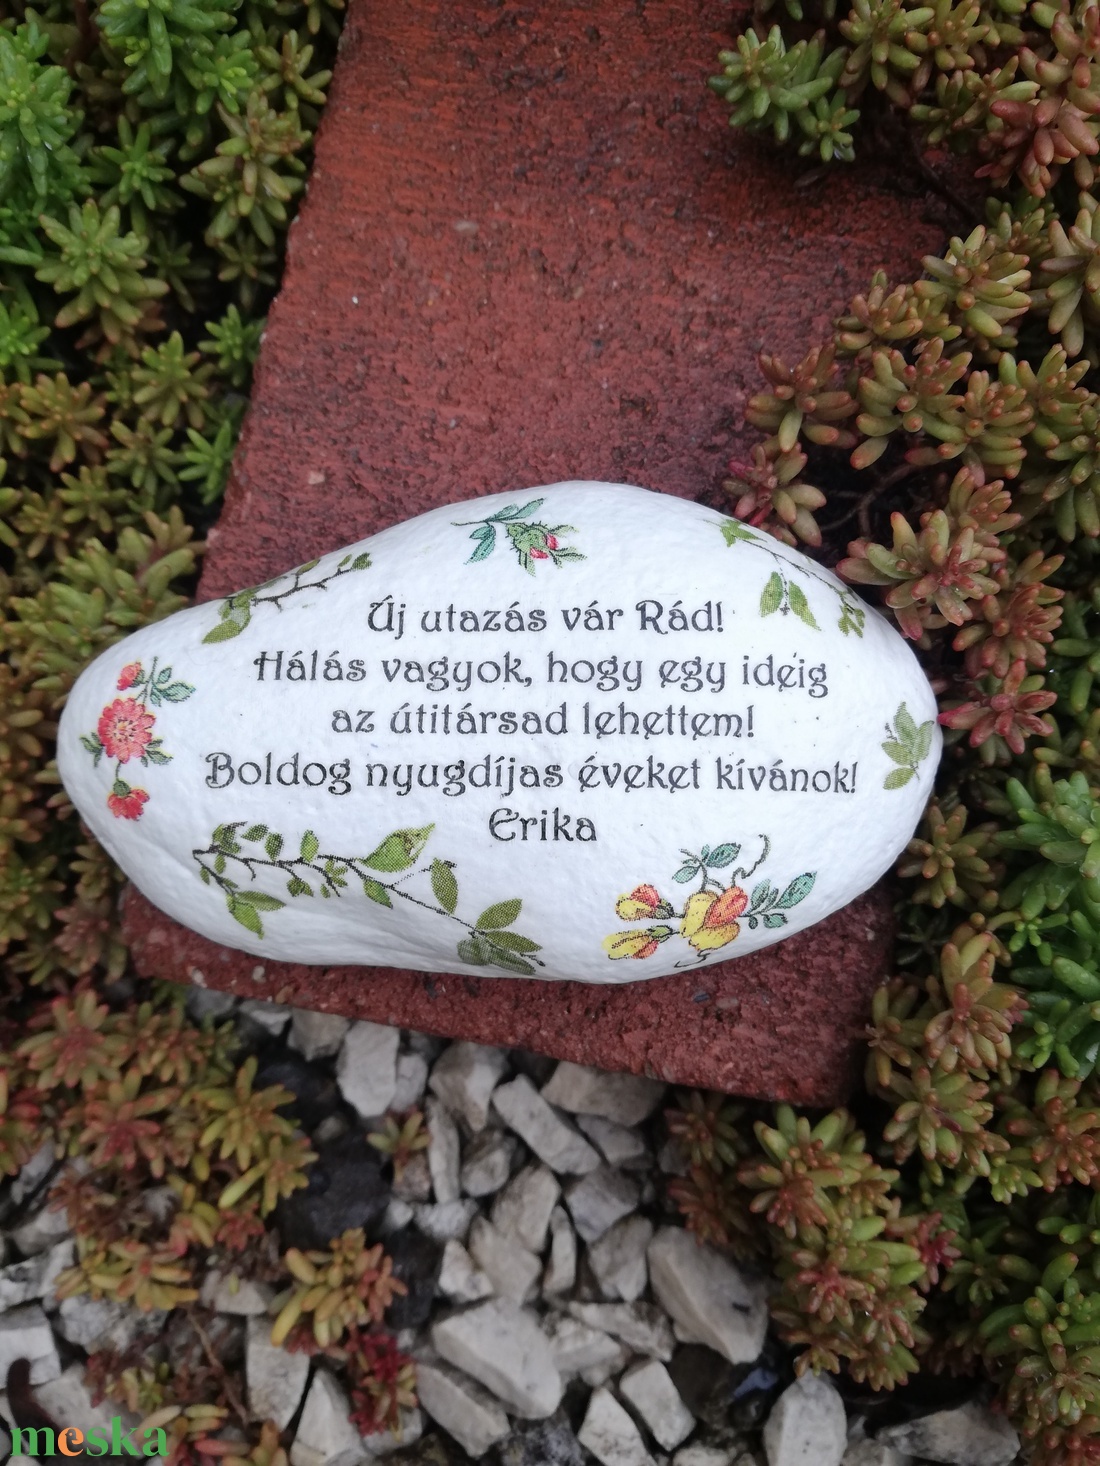 Új utazás vár Rád!
Hálás vagyok, hogy egy ideig
az útitársad lehettem!
Boldog nyugdíjas éveket kívánok!
Erika
meska